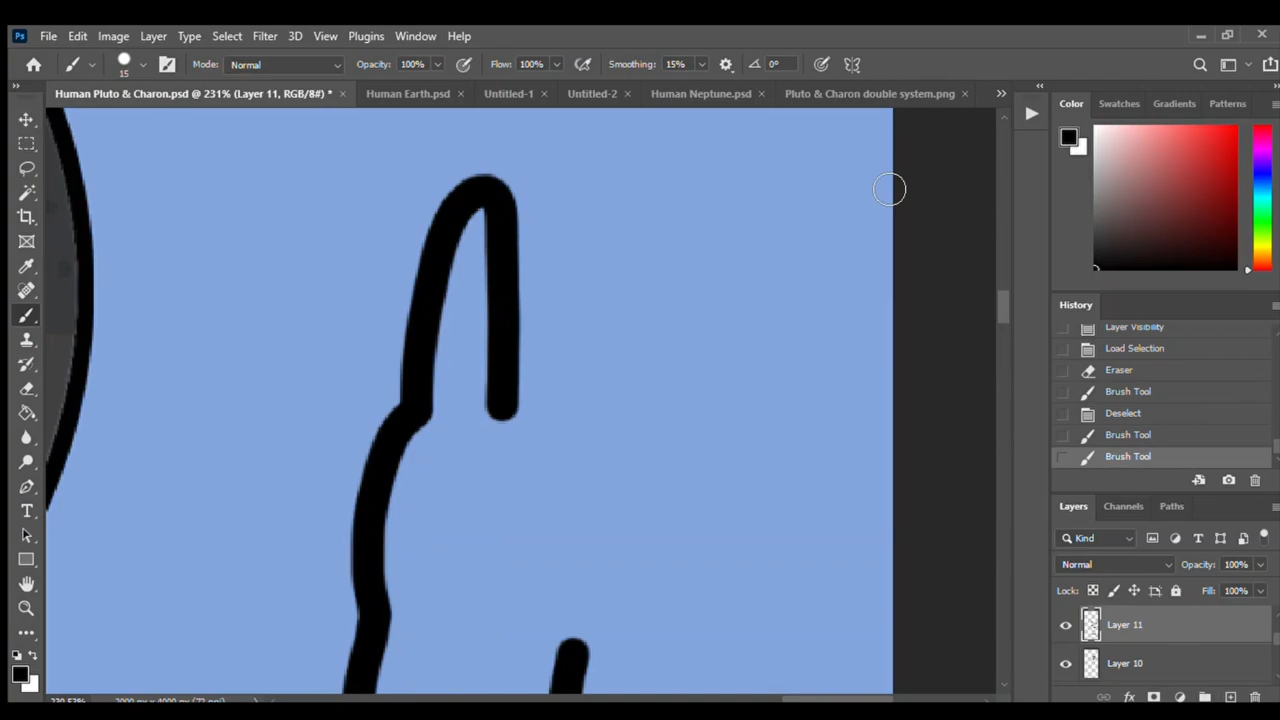 Ps File Edit Image Layer Type Select Filter 3D View Plugins Window Help
15 Mode: Normal Opacity: 100% Flow: 100% Smoothing: 15% 0°
Human Pluto & Charon.psd @ 231% (Layer 11, RGB/8#) * × Human Earth.psd × Untitled-1 × Untitled-2 × Human Neptune.psd × Pluto & Charon double system.png ×
Color Swatches Gradients Patterns
History
Layer Visibility
Load Selection
Eraser
Brush Tool
Deselect
Brush Tool
Brush Tool
Layers Channels Paths
Kind
Normal Opacity: 100%
Lock: Fill: 100%
Layer 11
Layer 10
fx